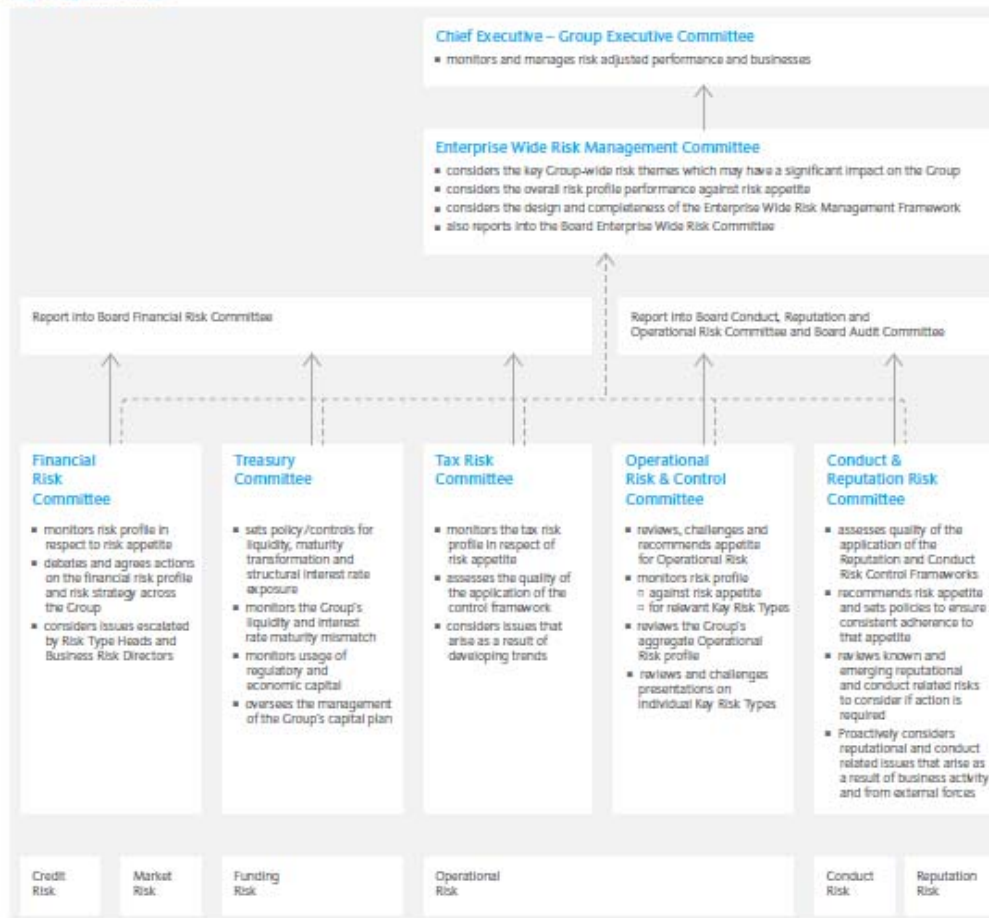 Chief Executive – Group Executive Committee
▪ monitors and manages risk adjusted performance and businesses
Enterprise Wide Risk Management Committee
▪ considers the key Group-wide risk themes which may have a significant impact on the Group
▪ considers the overall risk profile performance against risk appetite
▪ considers the design and completeness of the Enterprise Wide Risk Management Framework
▪ also reports into the Board Enterprise Wide Risk Committee
Report into Board Financial Risk Committee
Report into Board Conduct, Reputation and
Operational Risk Committee and Board Audit Committee
Financial
Risk
Committee
▪ monitors risk profile in
respect to risk appetite
▪ debates and agrees actions
on the financial risk profile
and risk strategy across
the Group
▪ considers issues escalated
by Risk Type Heads and
Business Risk Directors
Treasury
Committee
▪ sets policy/controls for
liquidity, maturity
transformation and
structural interest rate
exposure
▪ monitors the Group's
liquidity and interest
rate maturity mismatch
▪ monitors usage of
regulatory and
economic capital
▪ oversees the management
of the Group's capital plan
Tax Risk
Committee
▪ monitors the tax risk
profile in respect of
risk appetite
▪ assesses the quality of
the application of the
control framework
▪ considers issues that
arise as a result of
developing trends
Operational
Risk & Control
Committee
▪ reviews, challenges and
recommends appetite
for Operational Risk
▪ monitors risk profile
▫ against risk appetite
▫ for relevant Key Risk Types
▪ reviews the Group's
aggregate Operational
Risk profile
▪ reviews and challenges
presentations on
individual Key Risk Types
Conduct &
Reputation Risk
Committee
▪ assesses quality of the
application of the
Reputation and Conduct
Risk Control Frameworks
▪ recommends risk appetite
and sets policies to ensure
consistent adherence to
that appetite
▪ reviews known and
emerging reputational
and conduct related risks
to consider if action is
required
▪ Proactively considers
reputational and conduct
related issues that arise as
a result of business activity
and from external forces
Credit
Risk
Market
Risk
Funding
Risk
Operational
Risk
Conduct
Risk
Reputation
Risk